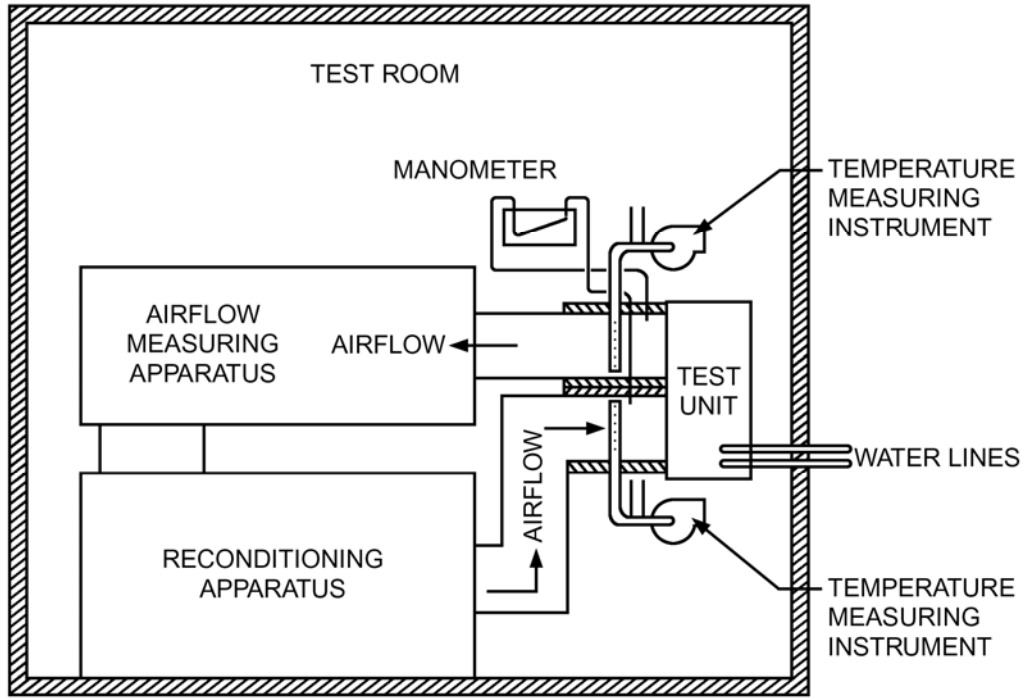 TEST ROOM
MANOMETER
TEMPERATURE
MEASURING
INSTRUMENT
AIRFLOW
MEASURING
APPARATUS
AIRFLOW
TEST
UNIT
WATER LINES
AIRFLOW
RECONDITIONING
APPARATUS
TEMPERATURE
MEASURING
INSTRUMENT